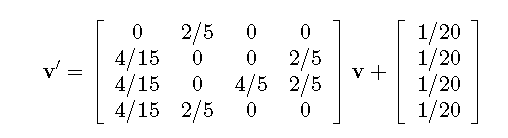 v′ = [ 0 2/5 0 0 ; 4/15 0 0 2/5 ; 4/15 0 4/5 2/5 ; 4/15 2/5 0 0 ] v + [ 1/20 ; 1/20 ; 1/20 ; 1/20 ]